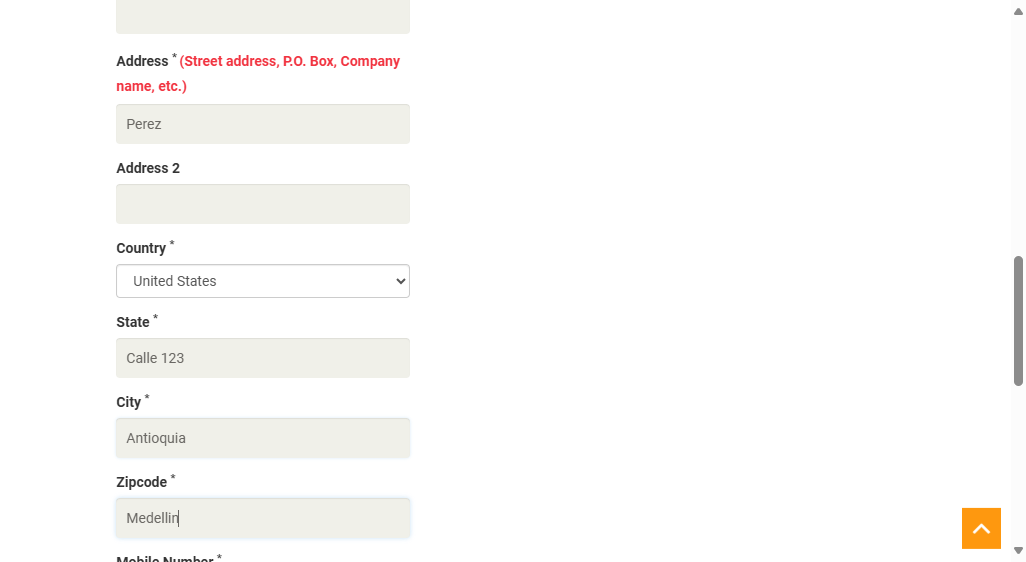 Address * (Street address, P.O. Box, Company
name, etc.)
Perez
Address 2
Country *
United States
State *
Calle 123
City *
Antioquia
Zipcode *
Medellin
Mobile Number *